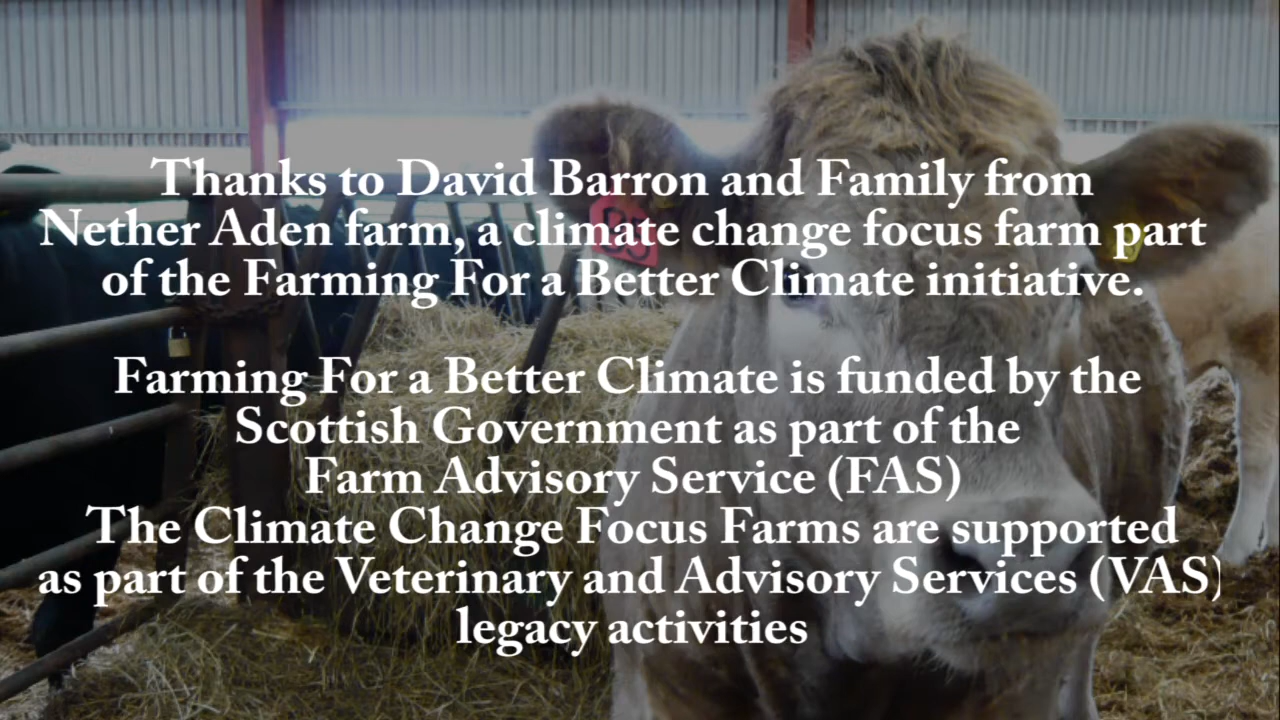 Thanks to David Barron and Family from
Nether Aden farm, a climate change focus farm part
of the Farming For a Better Climate initiative.
Farming For a Better Climate is funded by the
Scottish Government as part of the
Farm Advisory Service (FAS)
The Climate Change Focus Farms are supported
as part of the Veterinary and Advisory Services (VAS)
legacy activities